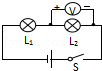 + V −
L₁ L₂
S